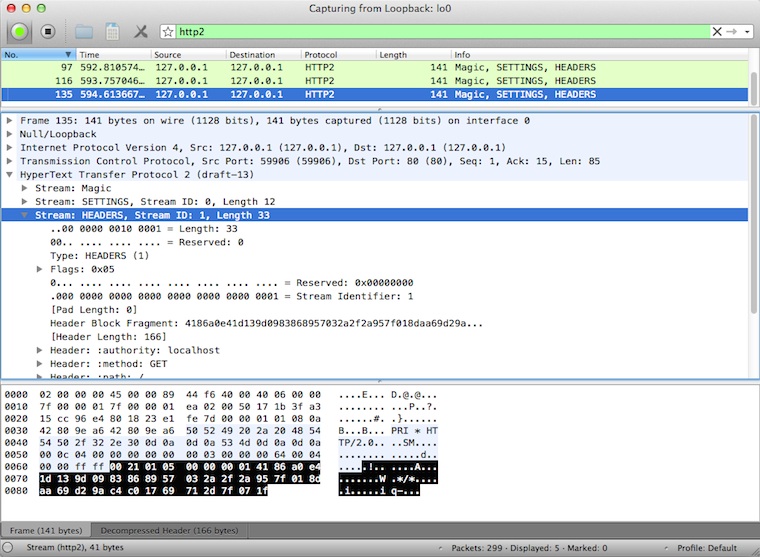 Capturing from Loopback: lo0
http2
No. Time Source Destination Protocol Length Info
97 592.810574... 127.0.0.1 127.0.0.1 HTTP2 141 Magic, SETTINGS, HEADERS
116 593.757046... 127.0.0.1 127.0.0.1 HTTP2 141 Magic, SETTINGS, HEADERS
135 594.613667... 127.0.0.1 127.0.0.1 HTTP2 141 Magic, SETTINGS, HEADERS
Frame 135: 141 bytes on wire (1128 bits), 141 bytes captured (1128 bits) on interface 0
Null/Loopback
Internet Protocol Version 4, Src: 127.0.0.1 (127.0.0.1), Dst: 127.0.0.1 (127.0.0.1)
Transmission Control Protocol, Src Port: 59906 (59906), Dst Port: 80 (80), Seq: 1, Ack: 15, Len: 85
HyperText Transfer Protocol 2 (draft-13)
Stream: Magic
Stream: SETTINGS, Stream ID: 0, Length 12
Stream: HEADERS, Stream ID: 1, Length 33
..00 0000 0010 0001 = Length: 33
00.. .... .... .... = Reserved: 0
Type: HEADERS (1)
Flags: 0x05
0... .... .... .... .... .... .... .... = Reserved: 0x00000000
.000 0000 0000 0000 0000 0000 0000 0001 = Stream Identifier: 1
[Pad Length: 0]
Header Block Fragment: 4186a0e41d139d0983868957032a2f2a957f018daa69d29a...
[Header Length: 166]
Header: :authority: localhost
Header: :method: GET
Header: :path: /
0000 02 00 00 00 45 00 00 89 44 f6 40 00 40 06 00 00 ....E... D.@.@...
0010 7f 00 00 01 7f 00 00 01 ea 02 00 50 17 1b 3f a3 ........ ...P..?.
0020 15 cc 96 e4 80 18 23 e1 fe 7d 00 00 01 01 08 0a ......#. .}......
0030 42 80 9e a6 42 80 9e a6 50 52 49 20 2a 20 48 54 B...B... PRI * HT
0040 54 50 2f 32 2e 30 0d 0a 0d 0a 53 4d 0d 0a 0d 0a TP/2.0.. ..SM....
0050 00 0c 04 00 00 00 00 00 00 03 00 00 00 64 00 04 ........ .....d..
0060 00 00 ff ff 00 21 01 05 00 00 00 01 41 86 a0 e4 .....!.. ....A...
0070 1d 13 9d 09 83 86 89 57 03 2a 2f 2a 95 7f 01 8d .......W .*/*....
0080 aa 69 d2 9a c4 c0 17 69 71 2d 7f 07 1f .i.....i q-...
Frame (141 bytes) Decompressed Header (166 bytes)
Stream (http2), 41 bytes Packets: 299 - Displayed: 5 - Marked: 0 Profile: Default